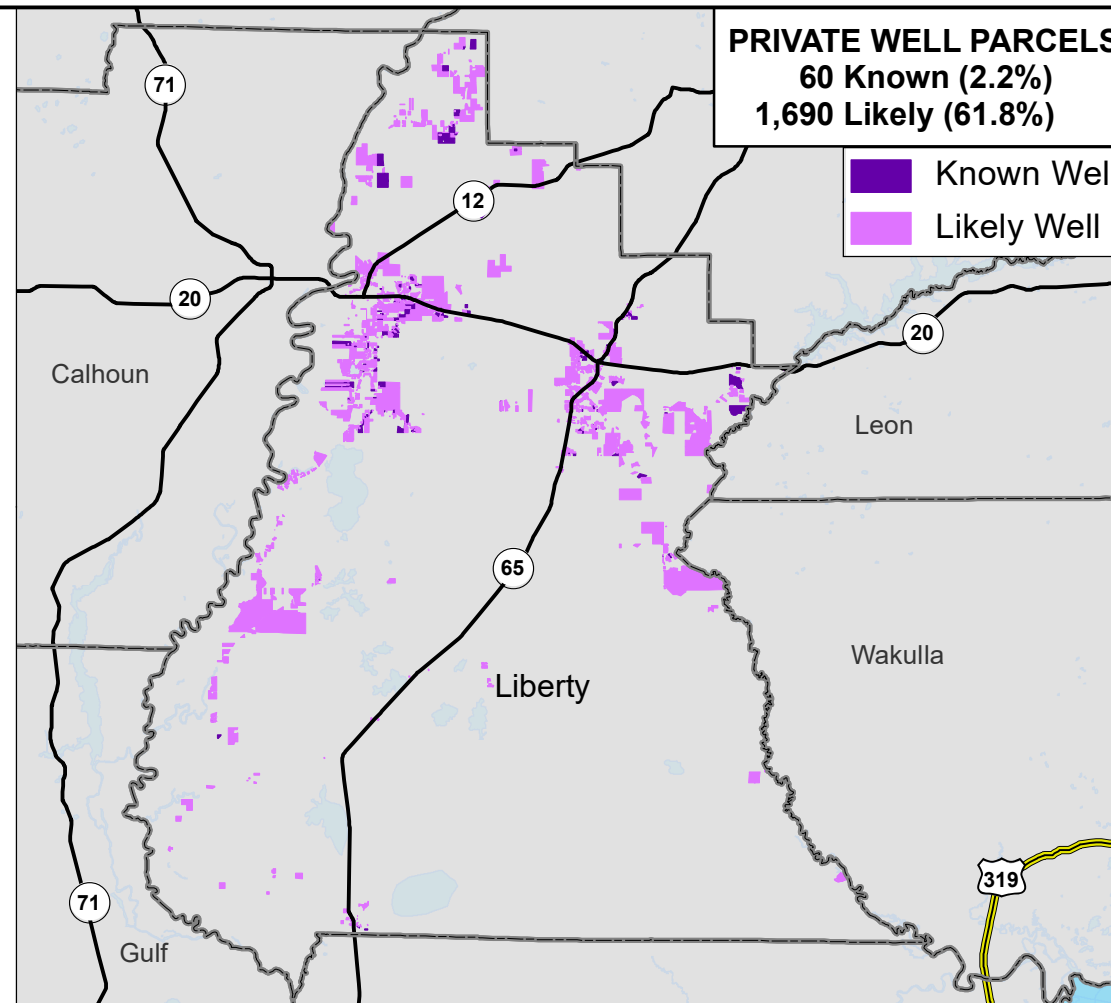 PRIVATE WELL PARCELS
60 Known (2.2%)
1,690 Likely (61.8%)
Known Wel
Likely Well
71
12
20
20
Calhoun
Leon
65
Wakulla
Liberty
319
71
Gulf